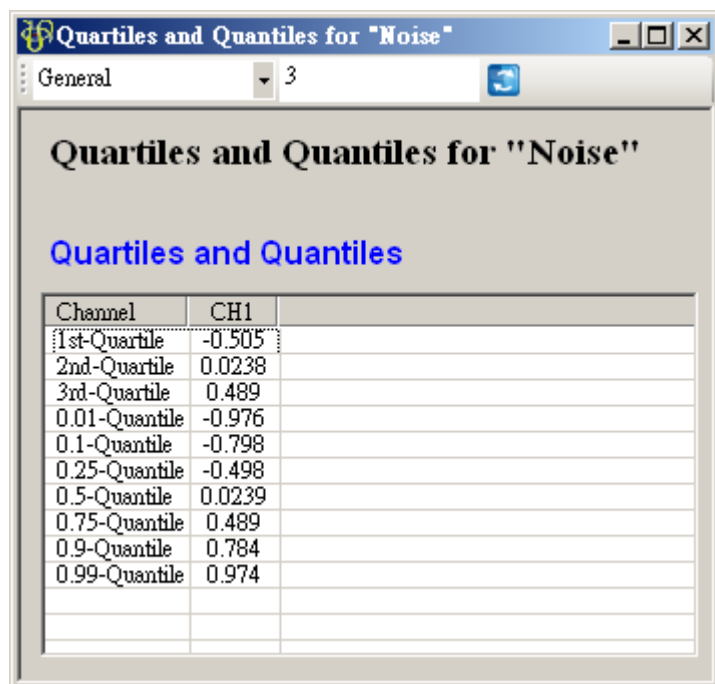 Quartiles and Quantiles for "Noise"
General 3
Quartiles and Quantiles for "Noise"
Quartiles and Quantiles
Channel CH1
1st-Quartile -0.505
2nd-Quartile 0.0238
3rd-Quartile 0.489
0.01-Quantile -0.976
0.1-Quantile -0.798
0.25-Quantile -0.498
0.5-Quantile 0.0239
0.75-Quantile 0.489
0.9-Quantile 0.784
0.99-Quantile 0.974